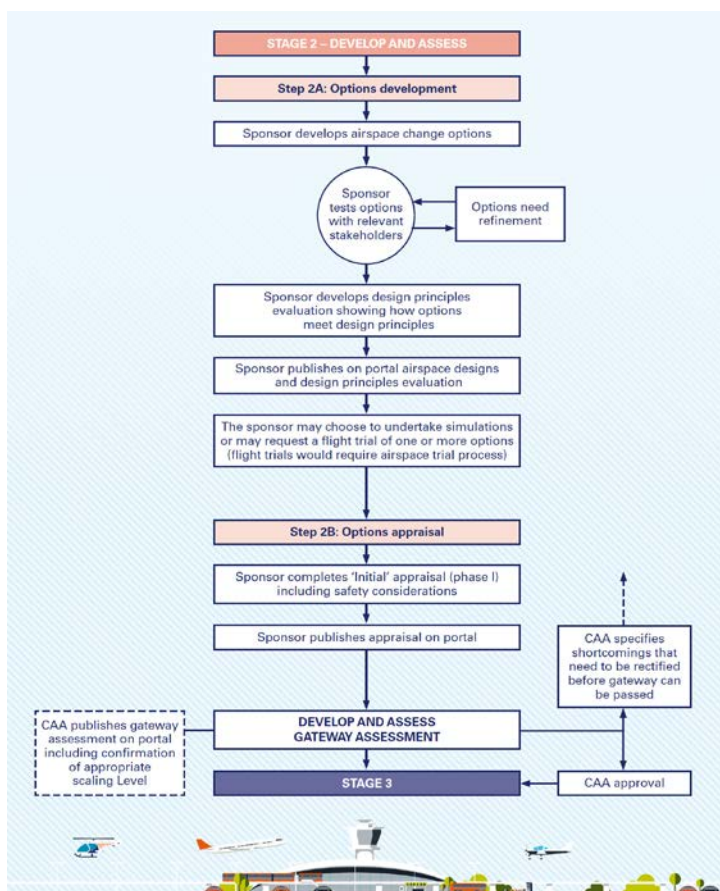 STAGE 2 – DEVELOP AND ASSESS
Step 2A: Options development
Sponsor develops airspace change options
Sponsor
tests options
with relevant
stakeholders
Options need
refinement
Sponsor develops design principles
evaluation showing how options
meet design principles
Sponsor publishes on portal airspace designs
and design principles evaluation
The sponsor may choose to undertake simulations
or may request a flight trial of one or more options
(flight trials would require airspace trial process)
Step 2B: Options appraisal
Sponsor completes ‘Initial’ appraisal (phase I)
including safety considerations
Sponsor publishes appraisal on portal
CAA specifies
shortcomings that
need to be rectified
before gateway can
be passed
CAA publishes gateway
assessment on portal
including confirmation
of appropriate
scaling Level
DEVELOP AND ASSESS
GATEWAY ASSESSMENT
STAGE 3
CAA approval